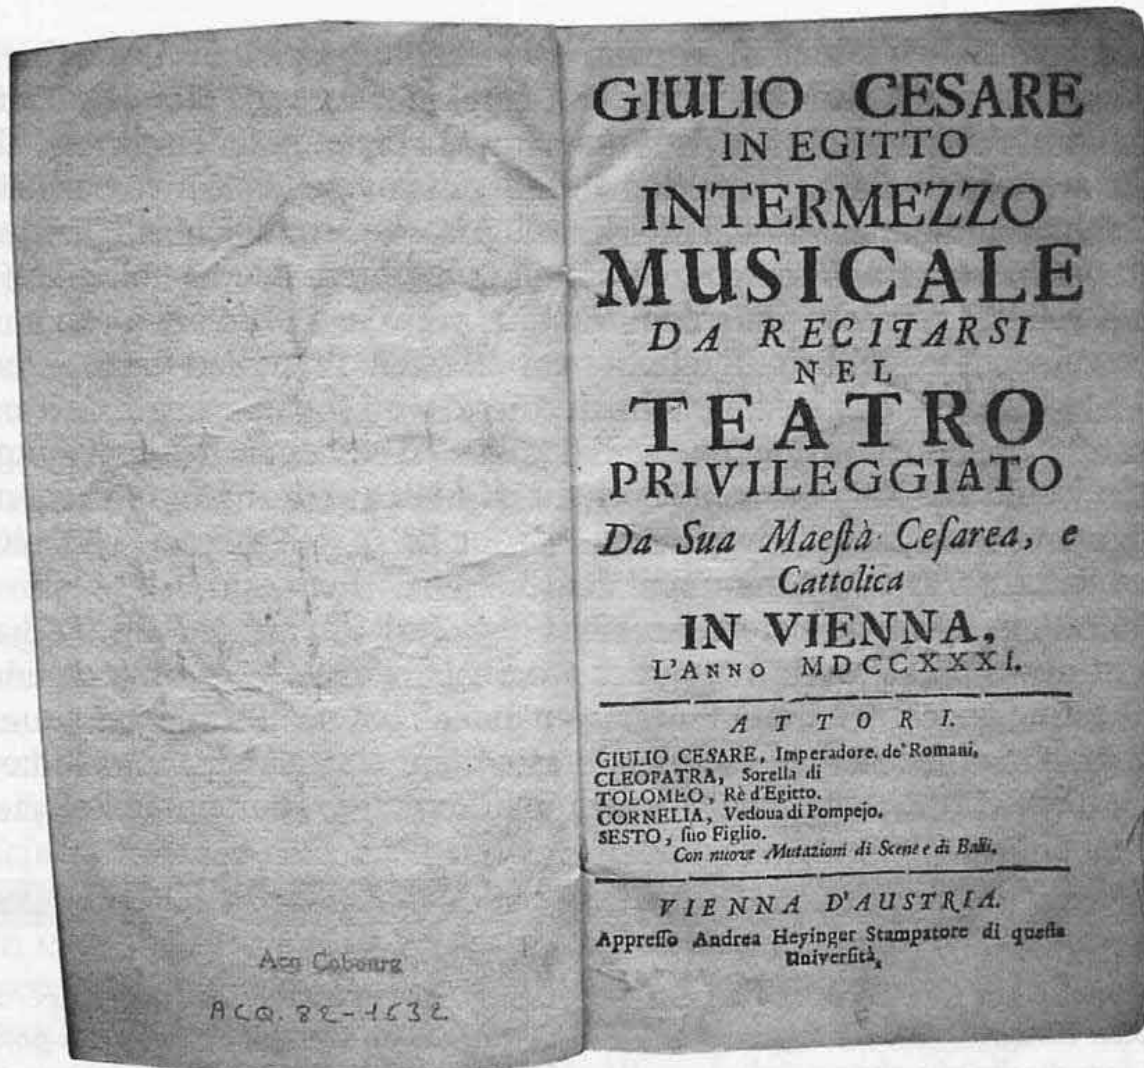 Acq Cobourg
ACQ. 82-1532
GIULIO CESARE
IN EGITTO
INTERMEZZO
MUSICALE
DA RECITARSI
NEL
TEATRO
PRIVILEGGIATO
Da Sua Maeſtà Ceſarea, e
Cattolica
IN VIENNA,
L'ANNO MDCCXXXI.
ATTORI.
GIULIO CESARE, Imperadore. de' Romani,
CLEOPATRA, Sorella di
TOLOMEO, Rè d'Egitto.
CORNELIA, Vedoua di Pompejo.
SESTO, ſuo Figlio.
Con nuove Mutazioni di Scene e di Balli.
VIENNA D'AUSTRIA.
Appreſſo Andrea Heyinger Stampatore di queſta
Univerſità,